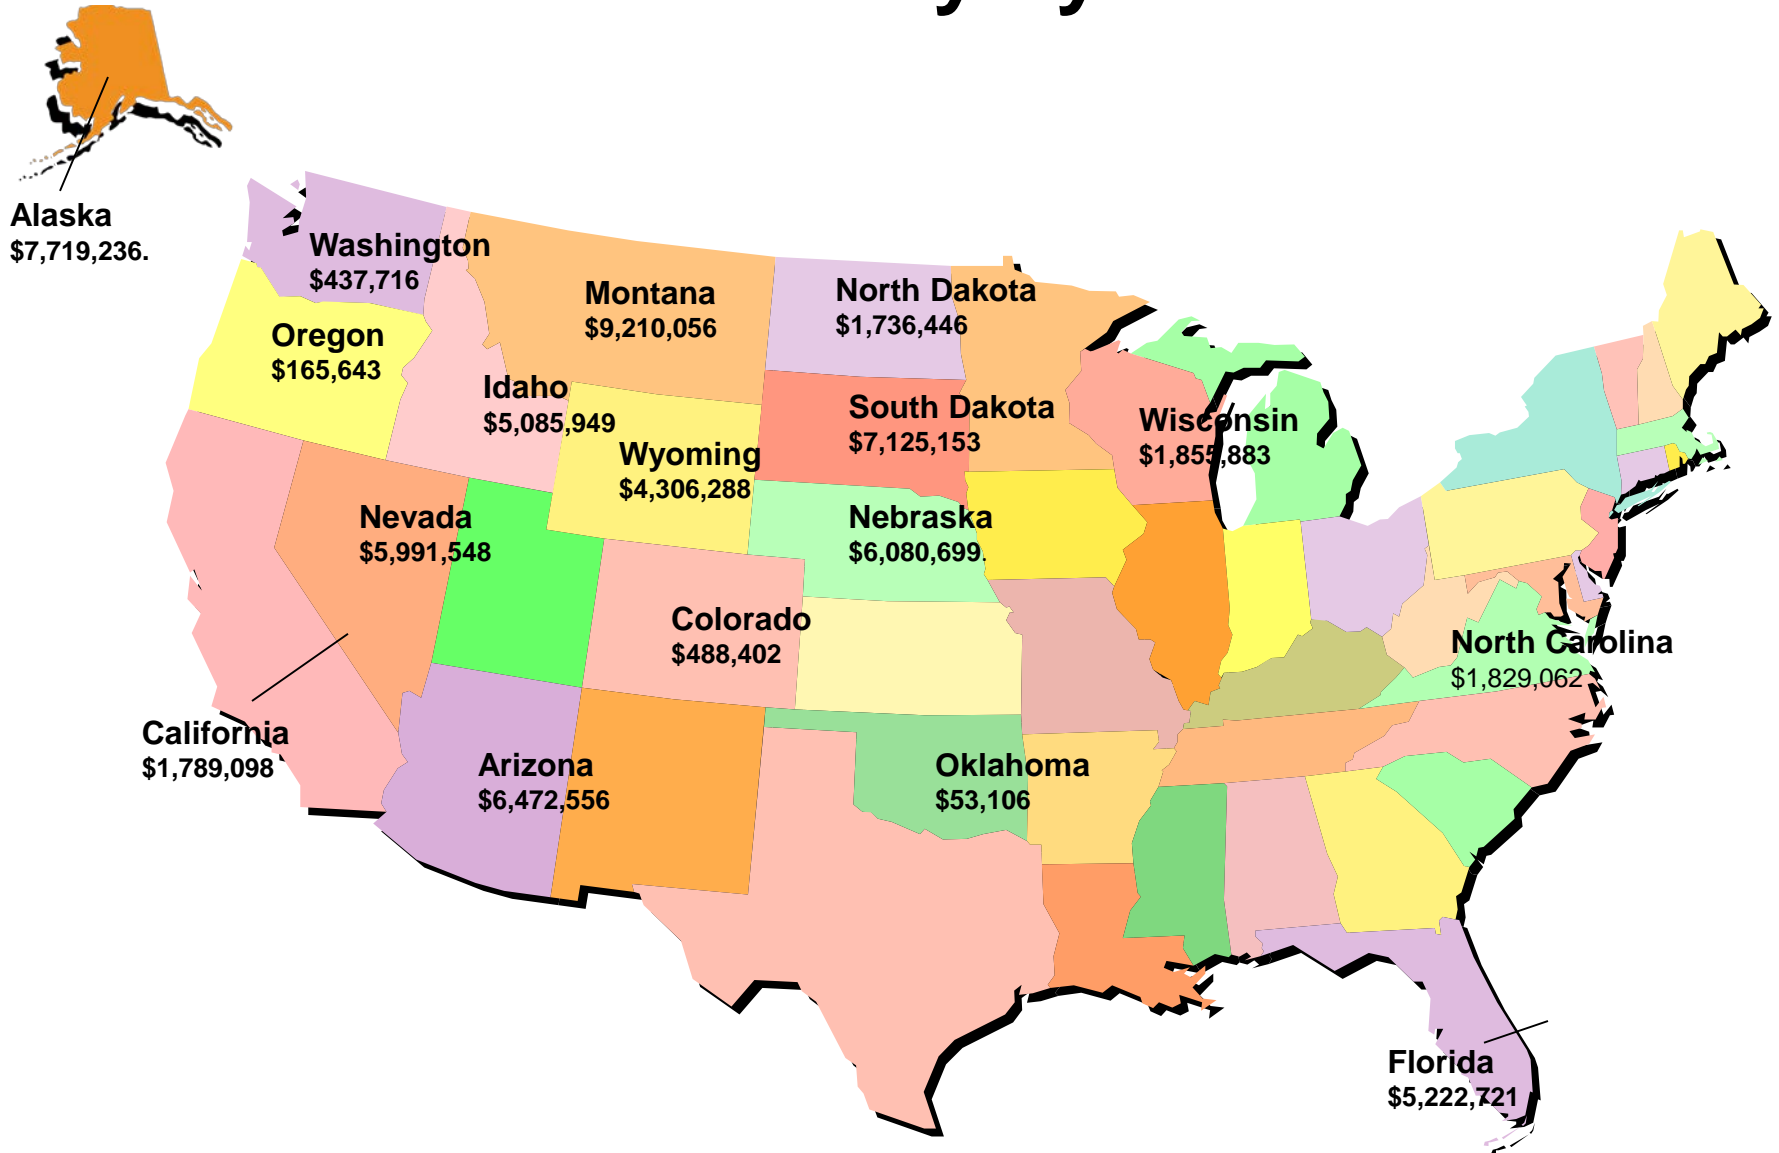 Alaska
$7,719,236.
Washington
$437,716
Oregon
$165,643
Montana
$9,210,056
North Dakota
$1,736,446
Idaho
$5,085,949
South Dakota
$7,125,153
Wisconsin
$1,855,883
Wyoming
$4,306,288
Nevada
$5,991,548
Nebraska
$6,080,699.
Colorado
$488,402
North Carolina
$1,829,062
California
$1,789,098
Arizona
$6,472,556
Oklahoma
$53,106
Florida
$5,222,721